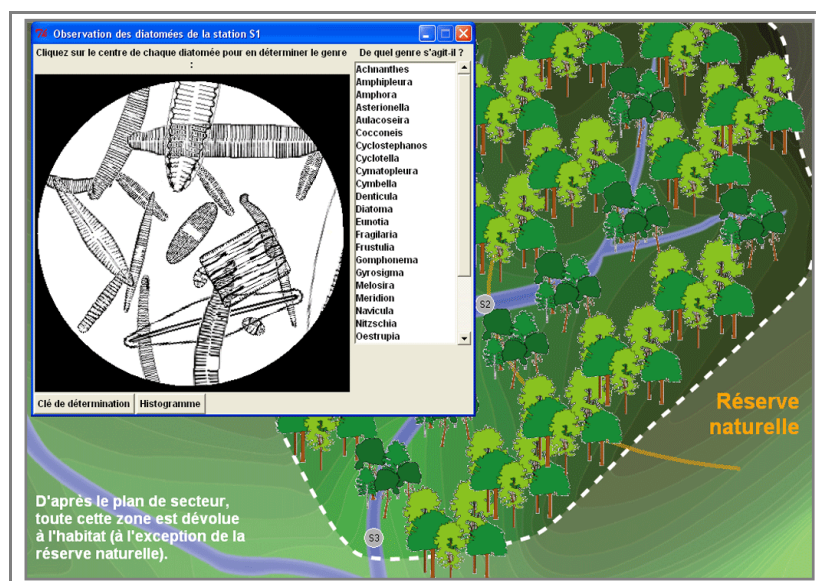 Observation des diatomées de la station S1
Cliquez sur le centre de chaque diatomée pour en déterminer le genre
:
De quel genre s'agit-il ?
Achnanthes
Amphipleura
Amphora
Asterionella
Aulacoseira
Cocconeis
Cyclostephanos
Cyclotella
Cymatopleura
Cymbella
Denticula
Diatoma
Eunotia
Fragilaria
Frustulia
Gomphonema
Gyrosigma
Melosira
Meridion
Navicula
Nitzschia
Oestrupia
Clé de détermination
Histogramme
S2
Réserve
naturelle
D'après le plan de secteur,
toute cette zone est dévolue
à l'habitat (à l'exception de la
réserve naturelle).
S3